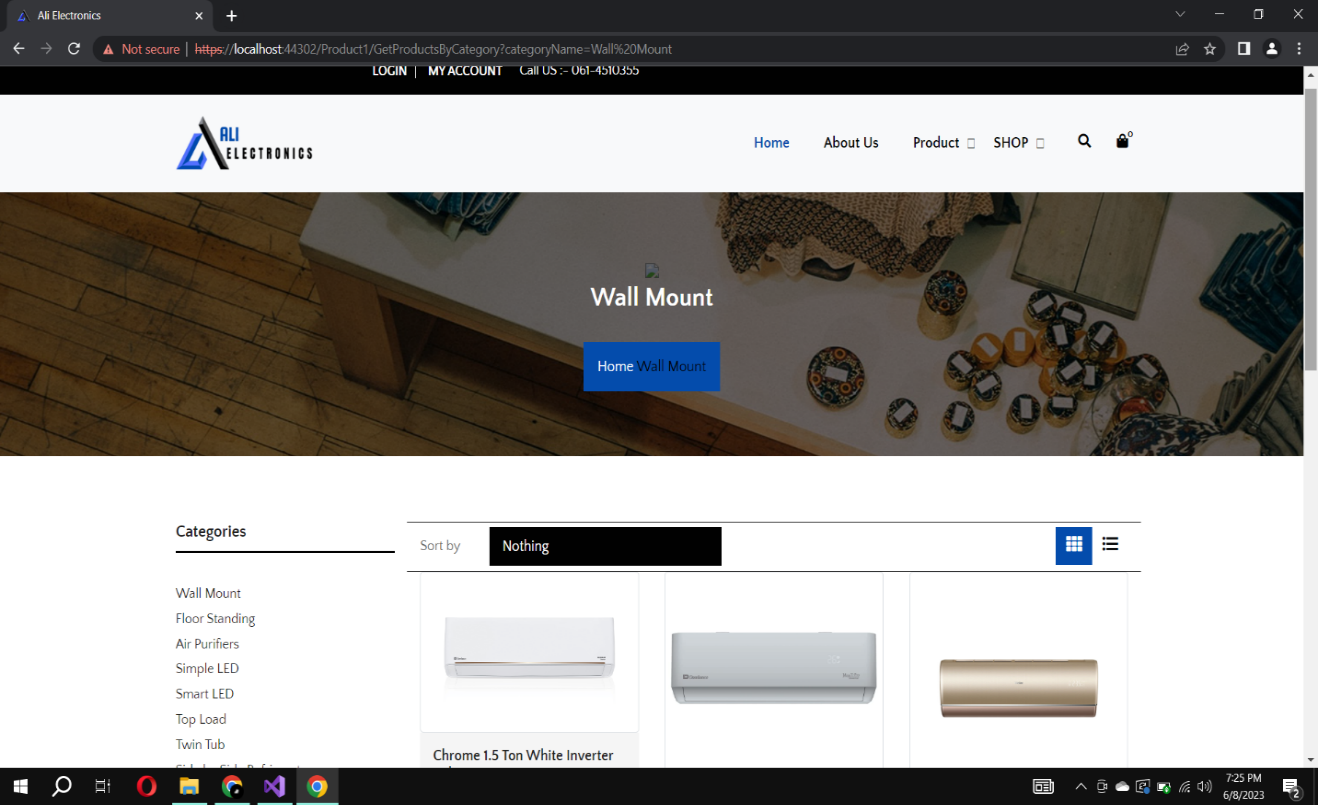 Ali Electronics
Not secure | https://localhost:44302/Product1/GetProductsByCategory?categoryName=Wall%20Mount
LOGIN | MY ACCOUNT Call US :- 061-4510355
ALI
ELECTRONICS
Home About Us Product SHOP 0
Wall Mount
Home Wall Mount
Categories
Sort by Nothing
Wall Mount
Floor Standing
Air Purifiers
Simple LED
Smart LED
Top Load
Twin Tub
Chrome 1.5 Ton White Inverter
7:25 PM
6/8/2023
2